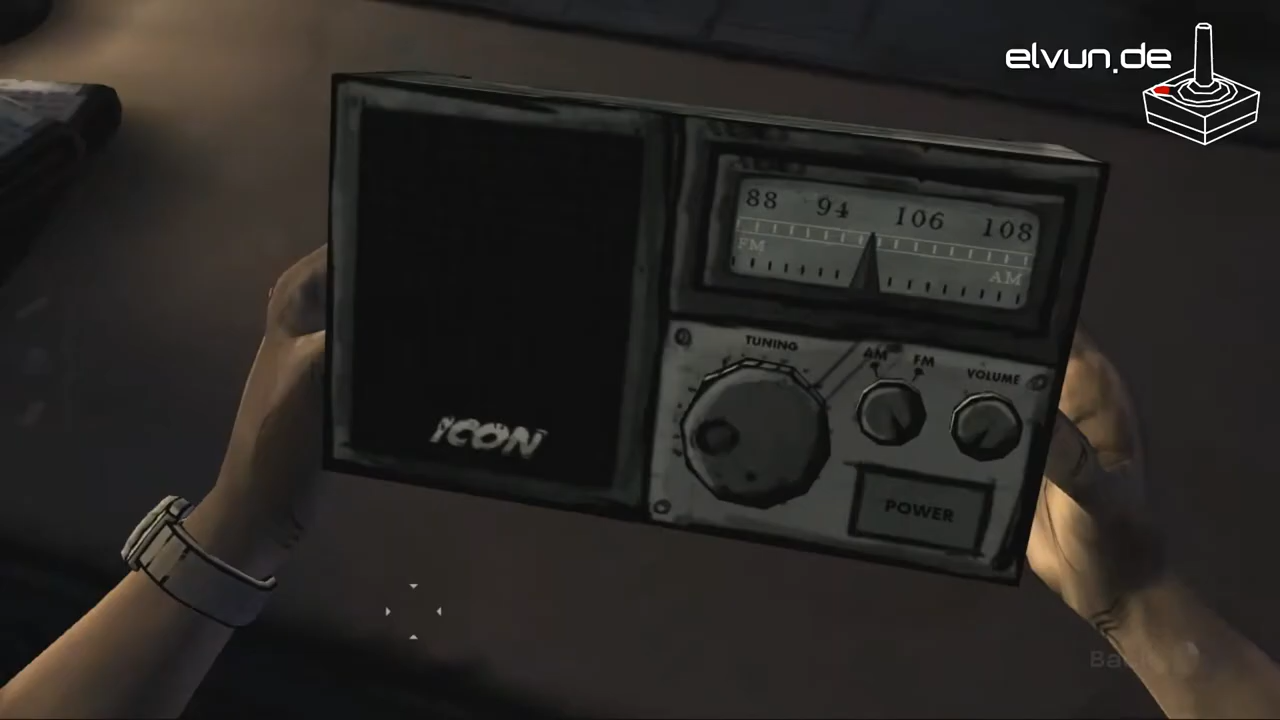 elvun.de
88 94 106 108
FM
AM
TUNING
AM FM
VOLUME
ICON
POWER